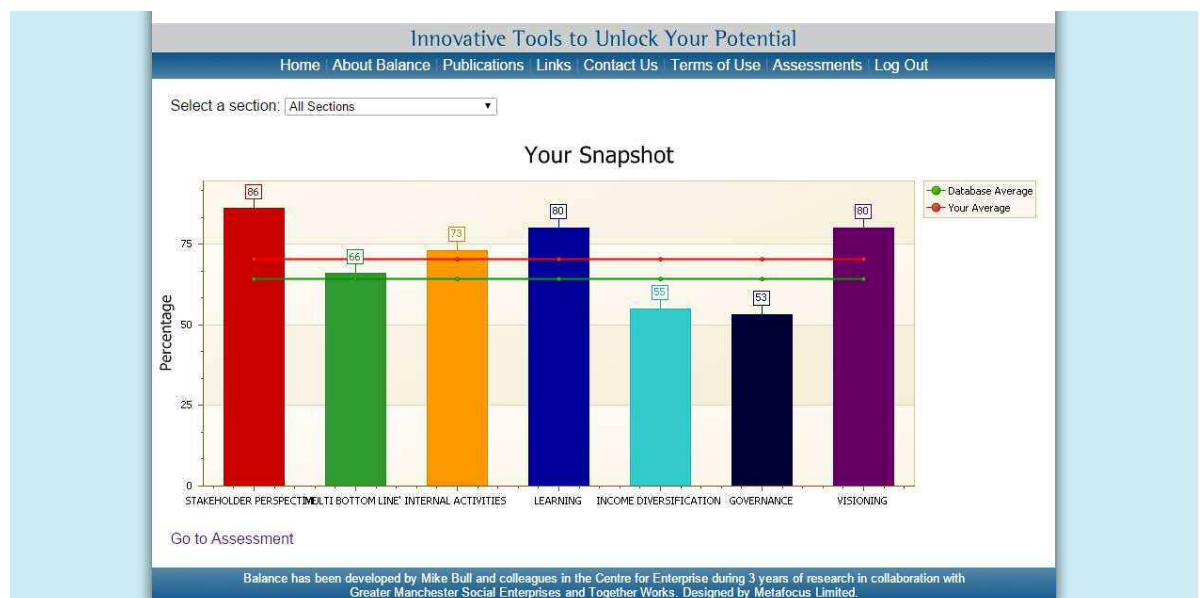 Innovative Tools to Unlock Your Potential
Home | About Balance | Publications | Links | Contact Us | Terms of Use | Assessments | Log Out
Select a section: All Sections
Your Snapshot
Database Average
Your Average
86
66
73
80
55
53
80
Percentage
75
50
25
0
STAKEHOLDER PERSPECTIVE
MULTI BOTTOM LINE
INTERNAL ACTIVITIES
LEARNING
INCOME DIVERSIFICATION
GOVERNANCE
VISIONING
Go to Assessment
Balance has been developed by Mike Bull and colleagues in the Centre for Enterprise during 3 years of research in collaboration with
Greater Manchester Social Enterprises and Together Works. Designed by Metafocus Limited.